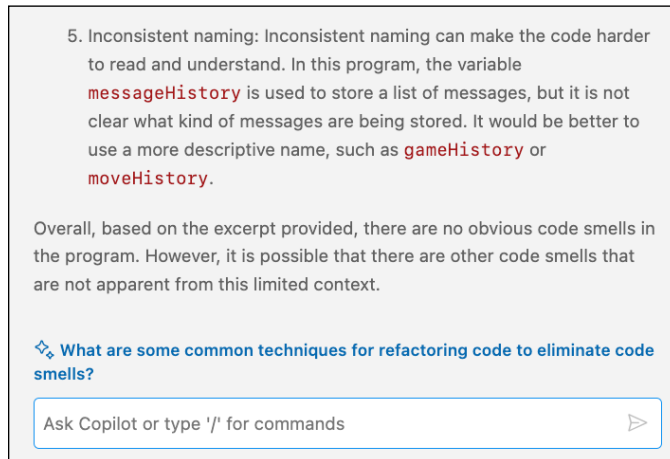 5. Inconsistent naming: Inconsistent naming can make the code harder
to read and understand. In this program, the variable
messageHistory is used to store a list of messages, but it is not
clear what kind of messages are being stored. It would be better to
use a more descriptive name, such as gameHistory or
moveHistory.
Overall, based on the excerpt provided, there are no obvious code smells in
the program. However, it is possible that there are other code smells that
are not apparent from this limited context.
What are some common techniques for refactoring code to eliminate code
smells?
Ask Copilot or type '/' for commands